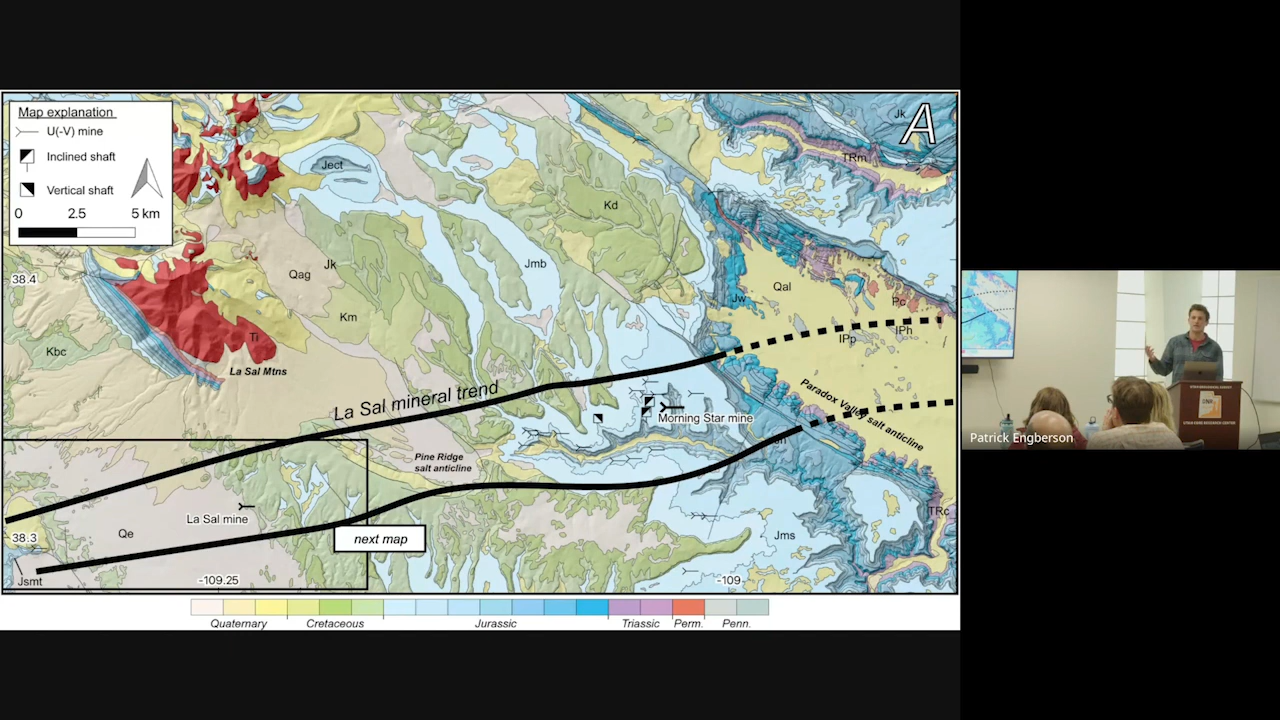 Map explanation
U(-V) mine
Inclined shaft
Vertical shaft
0 2.5 5 km
A
Jk
TRm
Ject
Kd
Qag
Jk
Jmb
38.4
Qal
Jw
Pc
Km
IPh
IPp
Kbc
Ti
La Sal Mtns
La Sal mineral trend
Paradox Valley salt anticline
Morning Star mine
Pine Ridge
salt anticline
La Sal mine
TRc
38.3
Qe
next map
Jms
Jsmt
-109.25
-109
Quaternary Cretaceous Jurassic Triassic Perm. Penn.
Patrick Engberson